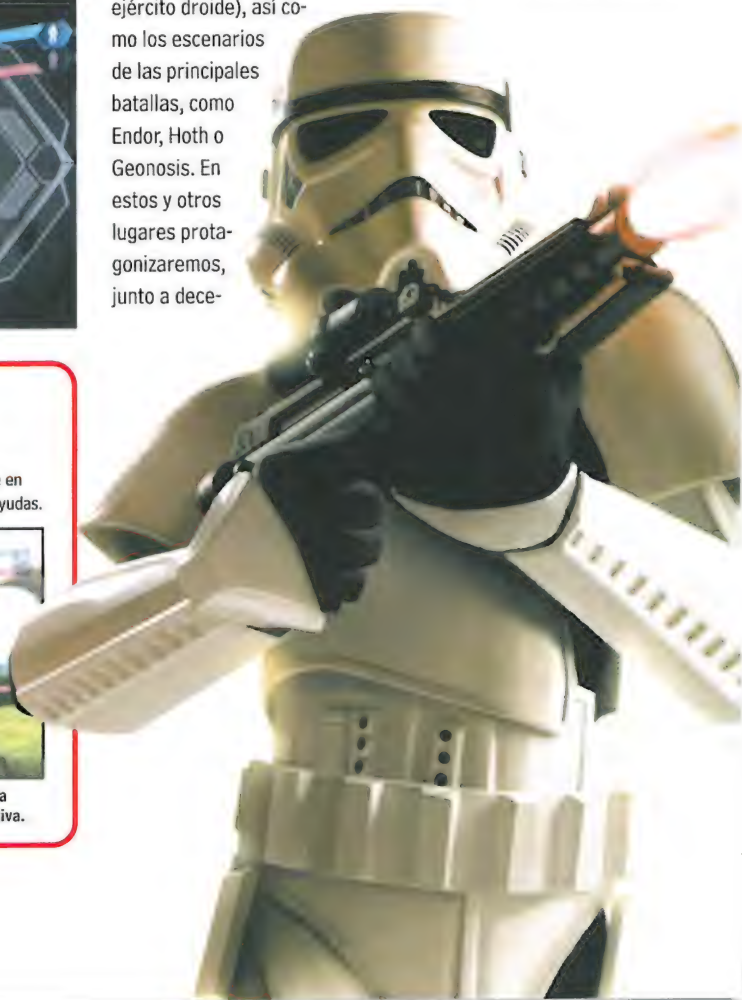 ejército droide), así co-
mo los escenarios
de las principales
batallas, como
Endor, Hoth o
Geonosis. En
estos y otros
lugares prota-
gonizaremos,
junto a dece-
en
yudas.
a
iva.